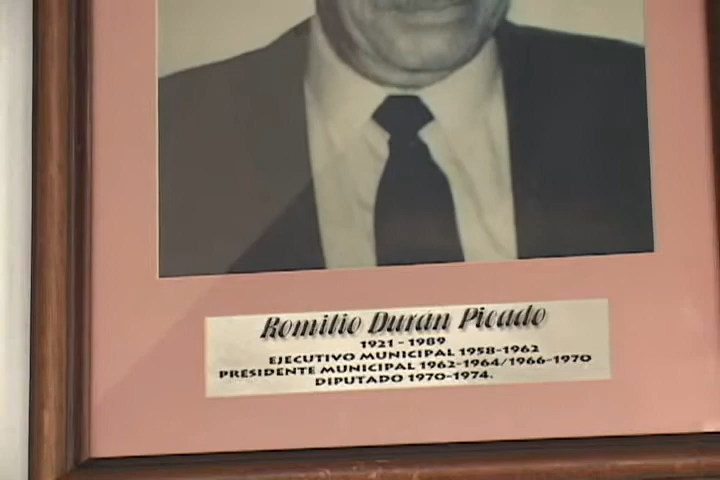 Romilio Durán Picado
1921 - 1989
EJECUTIVO MUNICIPAL 1958-1962
PRESIDENTE MUNICIPAL 1962-1964/1966-1970
DIPUTADO 1970-1974.